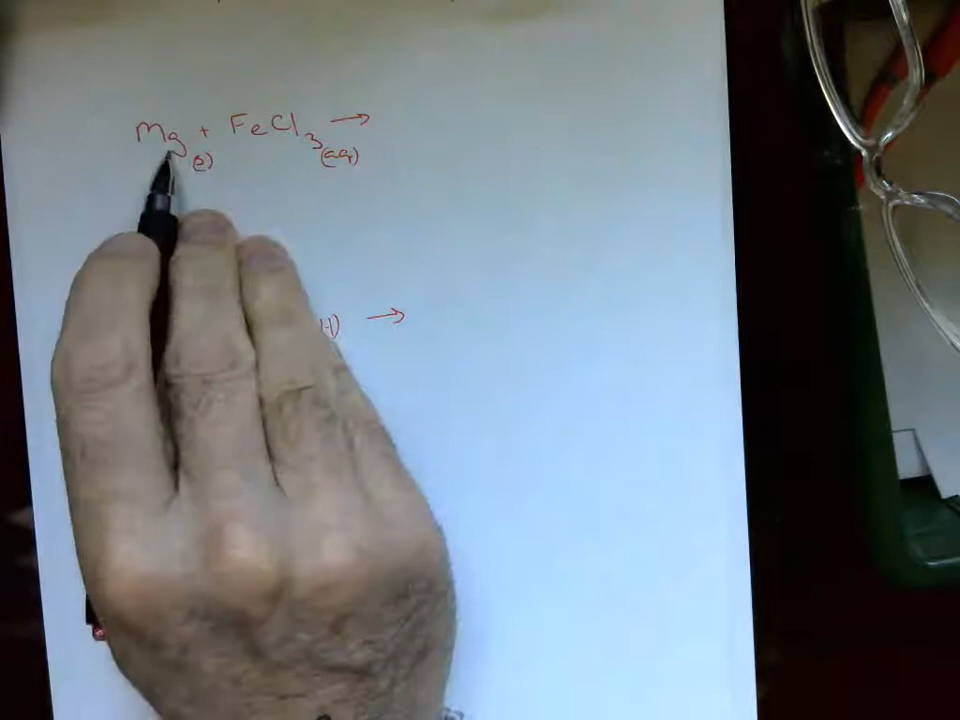 Mg(s) + FeCl3(aq) →
→